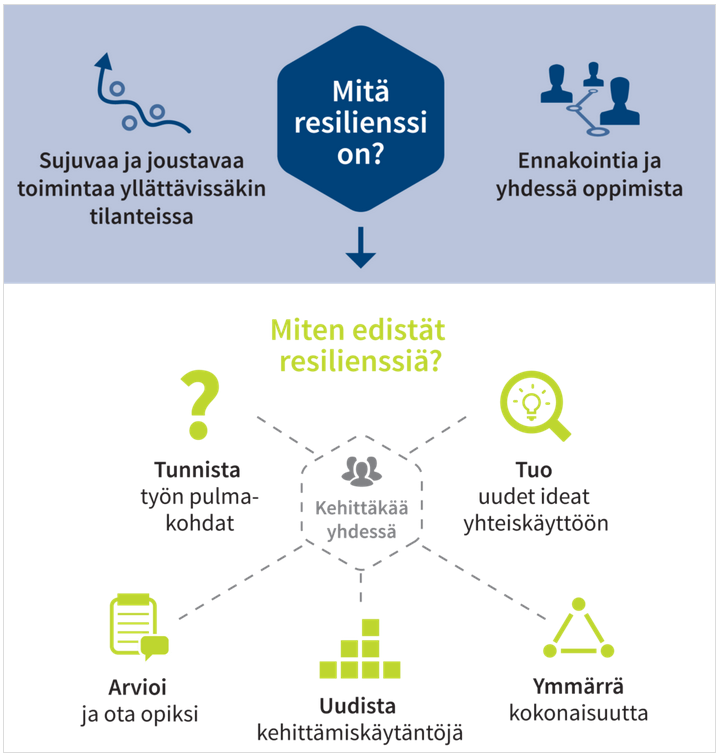 Mitä
resilienssi
on?
Sujuvaa ja joustavaa
toimintaa yllättävissäkin
tilanteissa
Ennakointia ja
yhdessä oppimista
Miten edistät
resilienssiä?
Tunnista
työn pulma-
kohdat
Tuo
uudet ideat
yhteiskäyttöön
Kehittäkää
yhdessä
Arvioi
ja ota opiksi
Uudista
kehittämiskäytäntöjä
Ymmärrä
kokonaisuutta